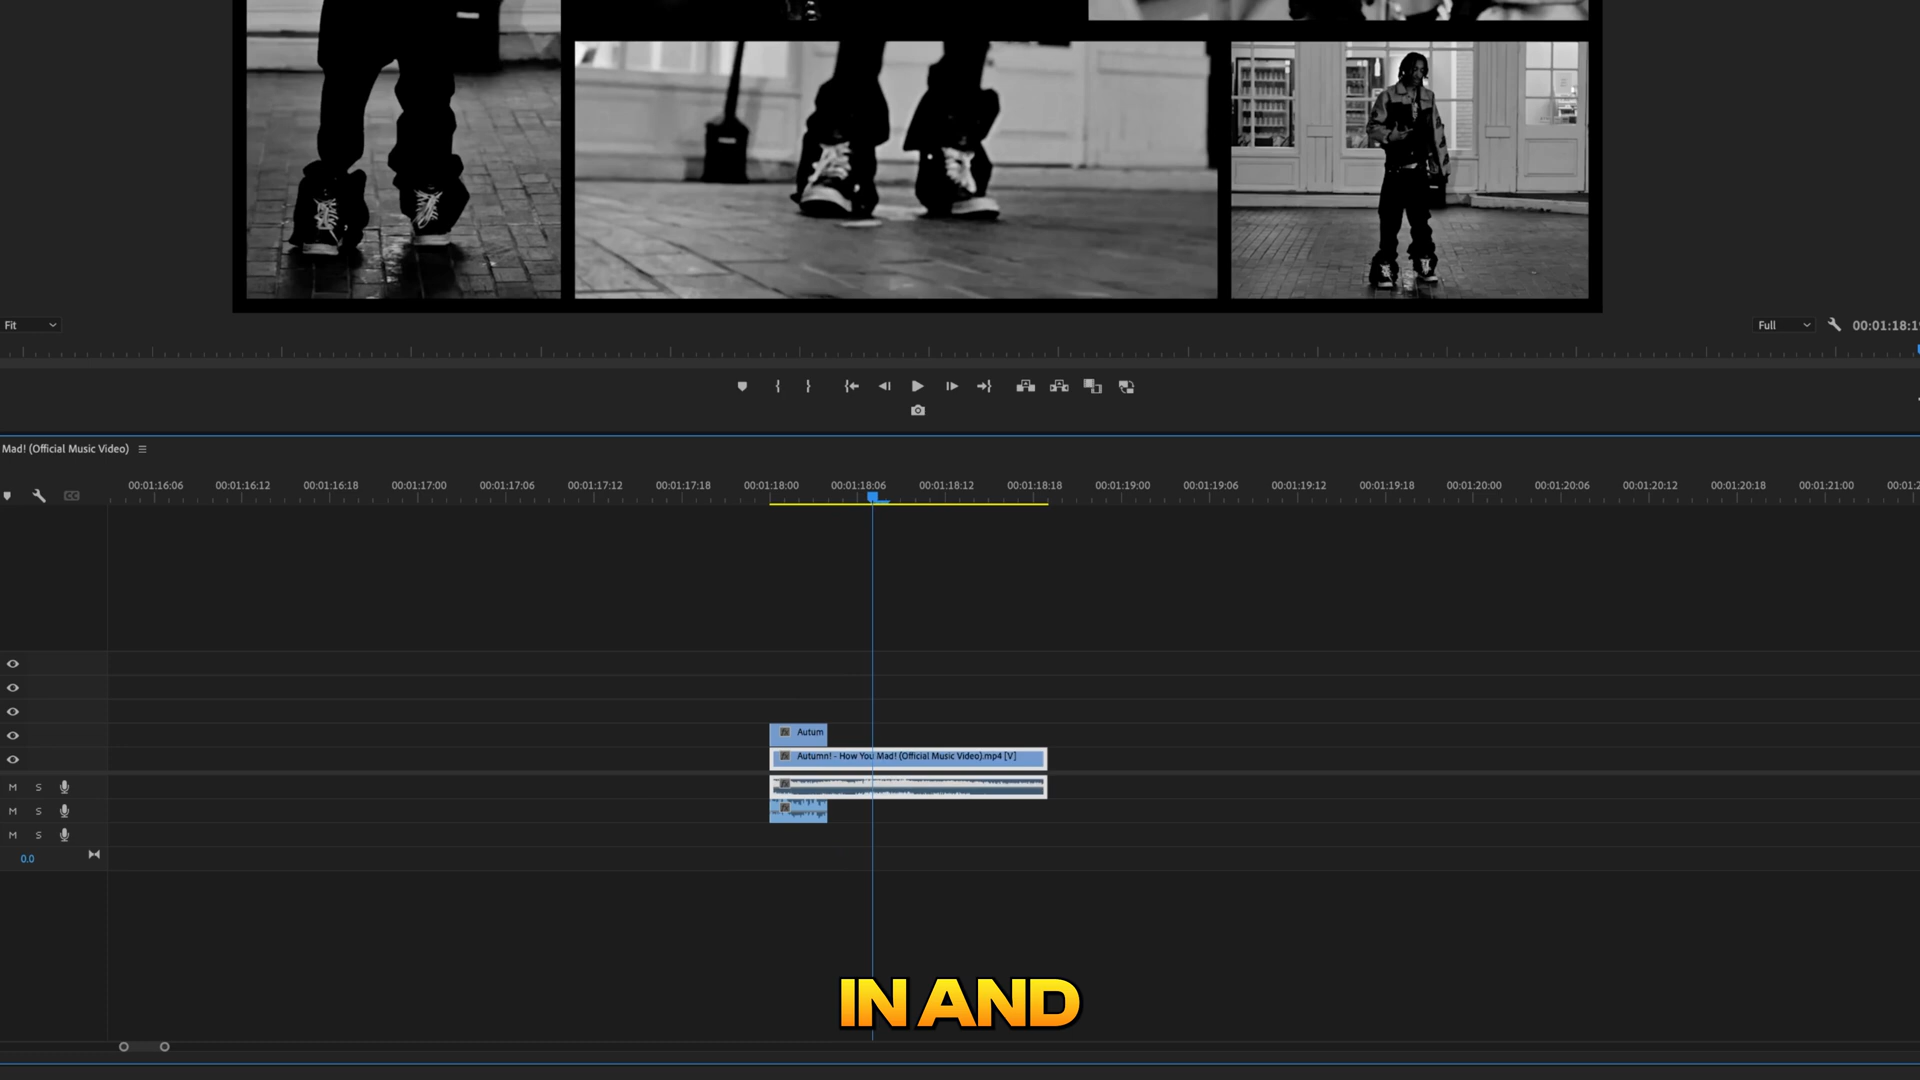 Fit
Full
00:01:18:1
Mad! (Official Music Video)
00:01:16:06 00:01:16:12 00:01:16:18 00:01:17:00 00:01:17:06 00:01:17:12 00:01:17:18 00:01:18:00 00:01:18:06 00:01:18:12 00:01:18:18 00:01:19:00 00:01:19:06 00:01:19:12 00:01:19:18 00:01:20:00 00:01:20:06 00:01:20:12 00:01:20:18 00:01:21:00 00:01:2
CC
Autum
Autumn! - How You Mad! (Official Music Video).mp4 [V]
M S
M S
M S
0.0
IN AND